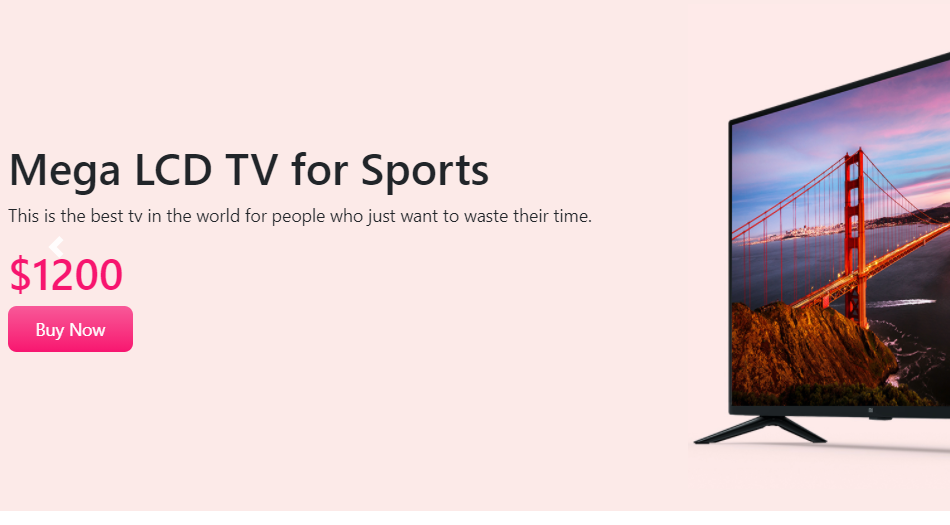 Mega LCD TV for Sports
This is the best tv in the world for people who just want to waste their time.
$1200
Buy Now